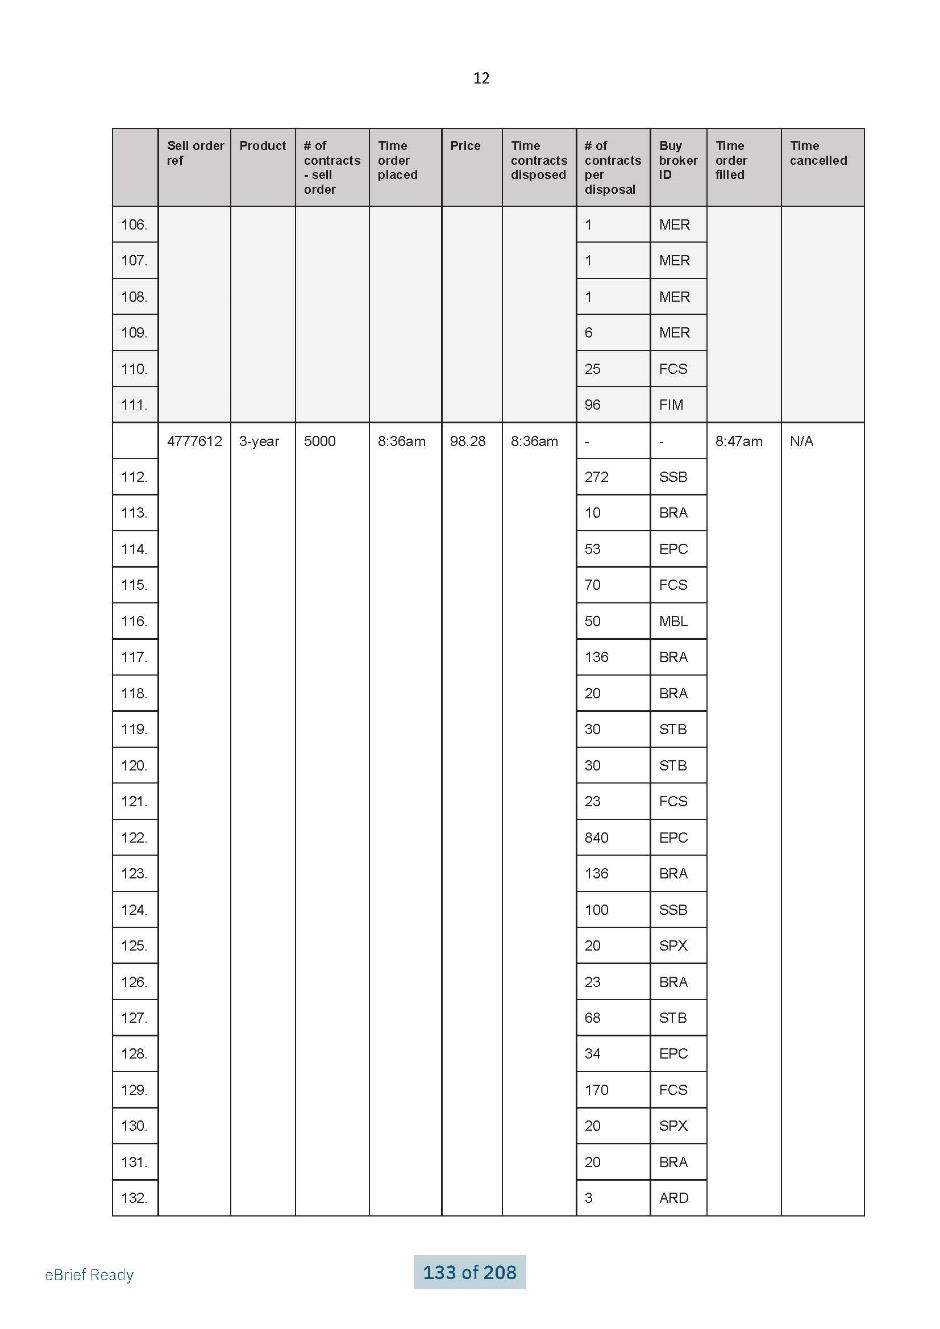 12
Sell order ref Product # of contracts - sell order Time order placed Price Time contracts disposed # of contracts per disposal Buy broker ID Time order filled Time cancelled
106. 1 MER
107. 1 MER
108. 1 MER
109. 6 MER
110. 25 FCS
111. 96 FIM
4777612 3-year 5000 8:36am 98.28 8:36am - - 8:47am N/A
112. 272 SSB
113. 10 BRA
114. 53 EPC
115. 70 FCS
116. 50 MBL
117. 136 BRA
118. 20 BRA
119. 30 STB
120. 30 STB
121. 23 FCS
122. 840 EPC
123. 136 BRA
124. 100 SSB
125. 20 SPX
126. 23 BRA
127. 68 STB
128. 34 EPC
129. 170 FCS
130. 20 SPX
131. 20 BRA
132. 3 ARD
eBrief Ready
133 of 208